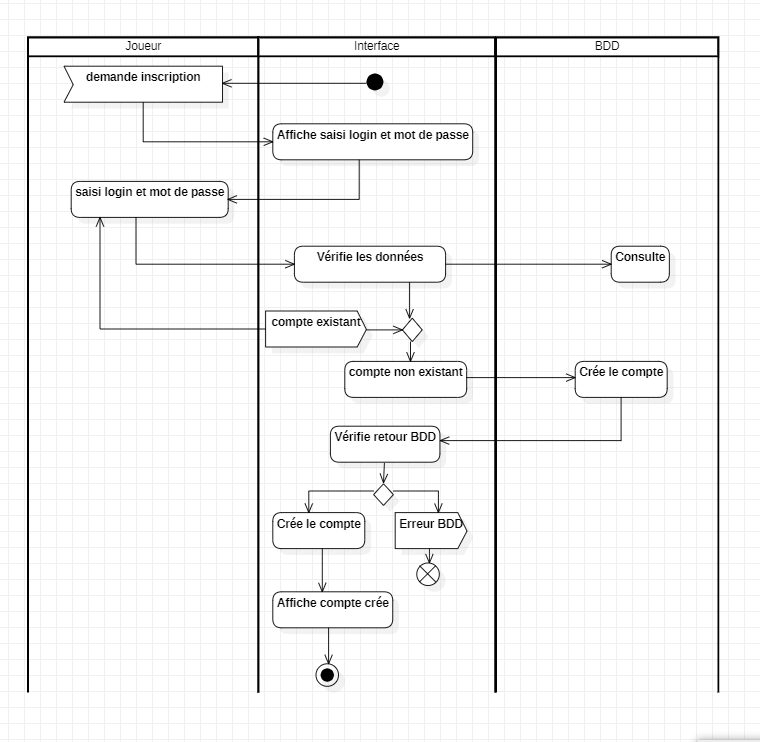 Joueur
Interface
BDD
demande inscription
Affiche saisi login et mot de passe
saisi login et mot de passe
Vérifie les données
Consulte
compte existant
compte non existant
Crée le compte
Vérifie retour BDD
Crée le compte
Erreur BDD
Affiche compte crée